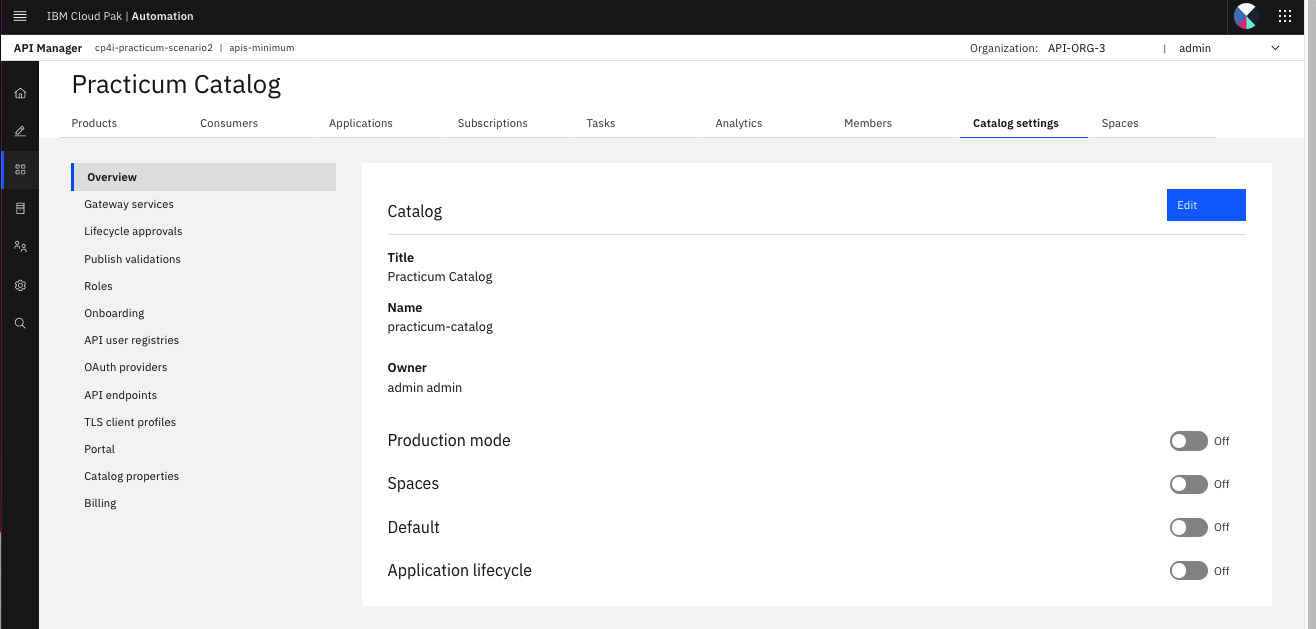 IBM Cloud Pak | Automation
API Manager cp4i-practicum-scenario2 | apis-minimum Organization: API-ORG-3 | admin
Practicum Catalog
Products Consumers Applications Subscriptions Tasks Analytics Members Catalog settings Spaces
Overview
Gateway services
Lifecycle approvals
Publish validations
Roles
Onboarding
API user registries
OAuth providers
API endpoints
TLS client profiles
Portal
Catalog properties
Billing
Catalog
Edit
Title
Practicum Catalog
Name
practicum-catalog
Owner
admin admin
Production mode Off
Spaces Off
Default Off
Application lifecycle Off